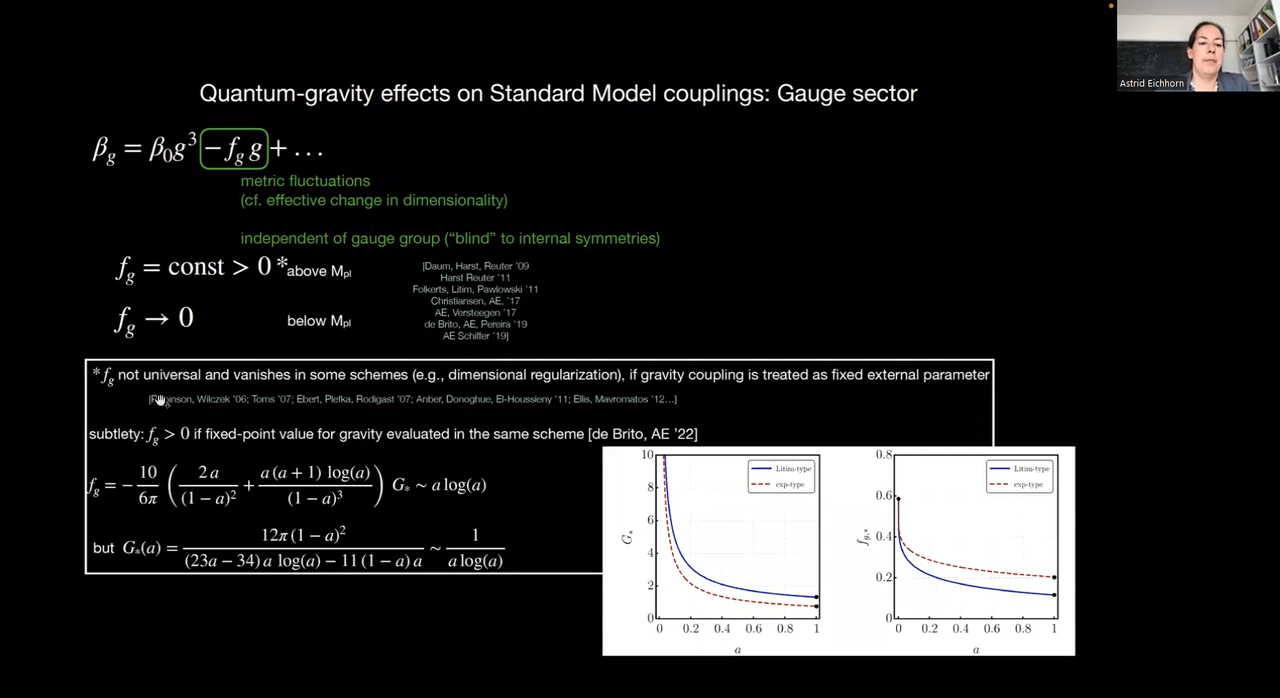 Astrid Eichhorn
Quantum-gravity effects on Standard Model couplings: Gauge sector
β_g = β_0 g^3 − f_g g + …
metric fluctuations
(cf. effective change in dimensionality)
independent of gauge group (“blind” to internal symmetries)
f_g = const > 0 * above M_pl
f_g → 0 below M_pl
[Daum, Harst, Reuter '09
Harst Reuter '11
Folkerts, Litim, Pawlowski '11
Christiansen, AE, '17
AE, Versteegen '17
de Brito, AE, Pereira '19
AE Schiffer '19]
*f_g not universal and vanishes in some schemes (e.g., dimensional regularization), if gravity coupling is treated as fixed external parameter
Wilczek '06; Toms '07; Ebert, Plefka, Rodigast '07; Anber, Donoghue, El-Houssieny '11; Ellis, Mavromatos '12…]
subtlety: f_g > 0 if fixed-point value for gravity evaluated in the same scheme [de Brito, AE '22]
f_g = −10/6π (2a/(1−a)^2 + a(a+1) log(a)/(1−a)^3) G_* ~ a log(a)
but G_*(a) = 12π(1−a)^2/((23a−34)a log(a) − 11(1−a)a) ~ 1/(a log(a))
10
8
6
4
2
0
G_*
Litim-type
exp-type
0 0.2 0.4 0.6 0.8 1
a
0.8
0.6
0.4
0.2
0
f_g,*
Litim-type
exp-type
0 0.2 0.4 0.6 0.8 1
a